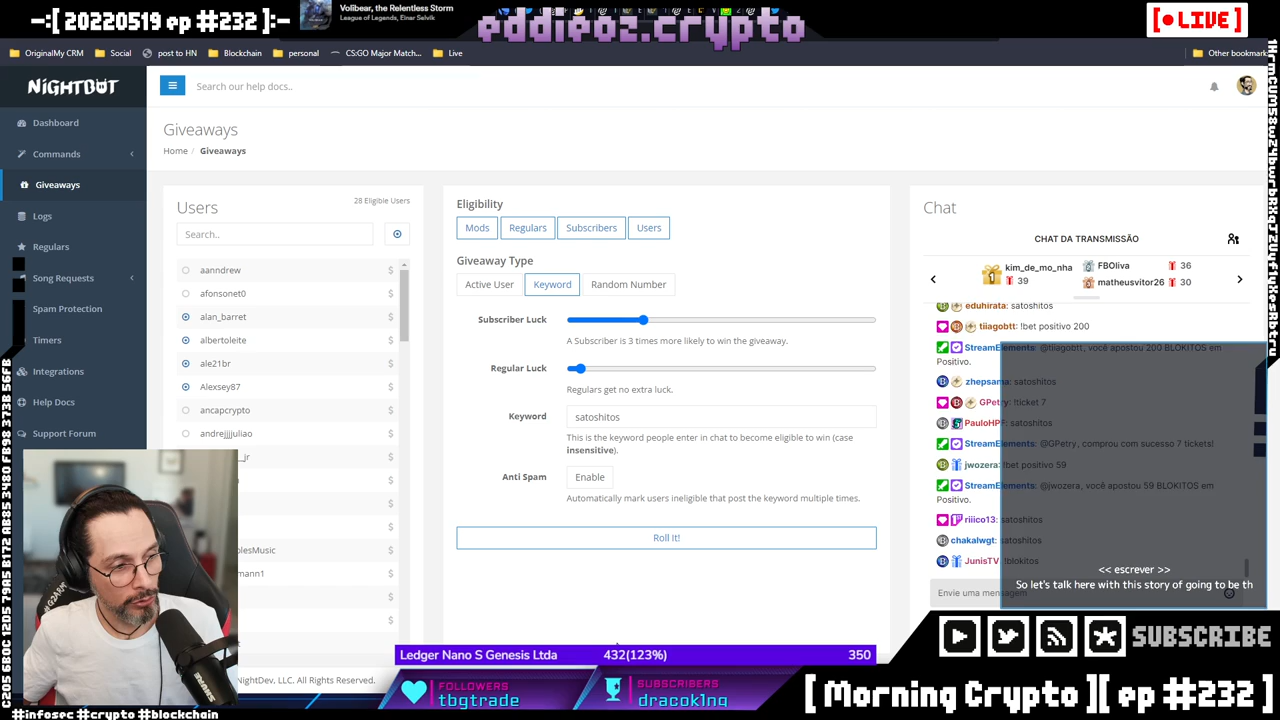 -:[ 20220519 ep #232 ]:-
Volibear, the Relentless Storm
League of Legends, Einar Selvik
eddieoz.crypto
[●LIVE]
OriginalMy CRM
Social
post to HN
Blockchain
personal
CS:GO Major Match...
Live
Other bookmark
NIGHTBOT
Search our help docs..
Dashboard
Commands
Giveaways
Logs
Regulars
Song Requests
Spam Protection
Timers
Integrations
Help Docs
Support Forum
Giveaways
Home / Giveaways
Users
28 Eligible Users
Search..
aanndrew
$
afonsonet0
$
alan_barret
$
albertoleite
$
ale21br
$
Alexsey87
$
ancapcrypto
$
andrejjjuliao
$
_jr
$
$
$
$
blesMusic
$
mann1
$
$
$
NightDev, LLC. All Rights Reserved.
Eligibility
Mods
Regulars
Subscribers
Users
Giveaway Type
Active User
Keyword
Random Number
Subscriber Luck
A Subscriber is 3 times more likely to win the giveaway.
Regular Luck
Regulars get no extra luck.
Keyword
satoshitos
This is the keyword people enter in chat to become eligible to win (case
insensitive).
Anti Spam
Enable
Automatically mark users ineligible that post the keyword multiple times.
Roll It!
Chat
CHAT DA TRANSMISSÃO
1
kim_de_mo_nha
39
FBOliva
36
matheusvitor26
30
eduhirata: satoshitos
tiiagobtt: !bet positivo 200
StreamElements: @tiiagobtt, você apostou 200 BLOKITOS em
Positivo.
zhepsama: satoshitos
GPetry: !ticket 7
PauloHPF: satoshitos
StreamElements: @GPetry, comprou com sucesso 7 tickets!
jwozera: !bet positivo 59
StreamElements: @jwozera, você apostou 59 BLOKITOS em
Positivo.
riiico13: satoshitos
chakalwgt: satoshitos
JunisTV: !blokitos
Envie uma mensagem
<< escrever >>
So let's talk here with this story of going to be th
Ledger Nano S Genesis Ltda
432(123%)
350
FOLLOWERS
tbgtrade
SUBSCRIBERS
dracok1ng
SUBSCRIBE
[ Morning Crypto ][ ep #232 ]
#infosec #crypto #blockchain